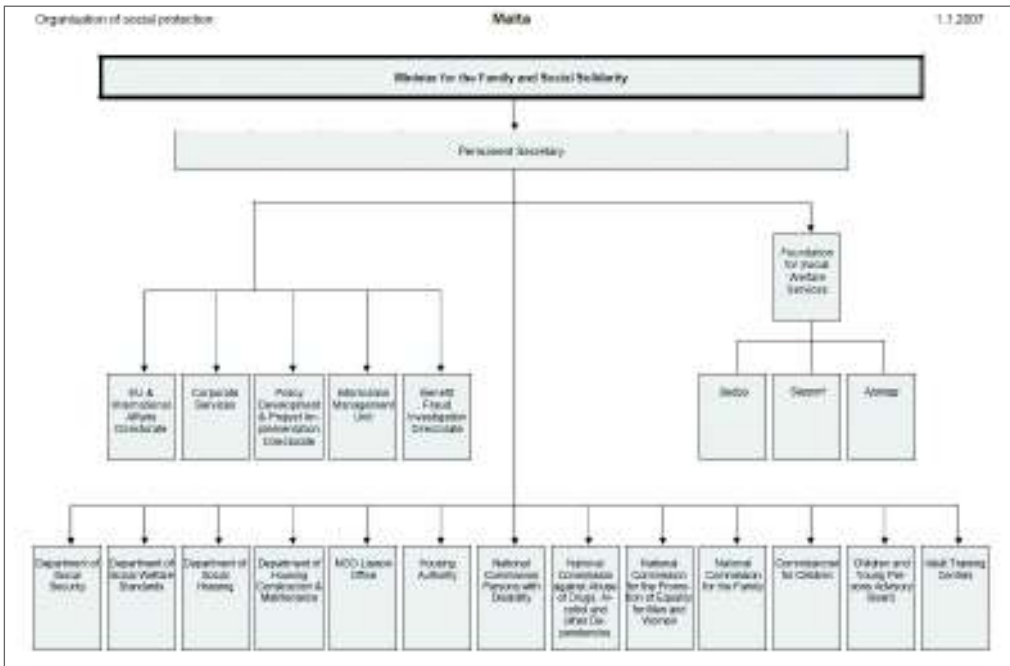 Organisation of social protection
Malta
1.1.2007
Minister for the Family and Social Solidarity
Permanent Secretary
Foundation
for Social
Welfare
Services
EU &
International
Affairs
Directorate
Corporate
Services
Policy
Development
& Project Im-
plementation
Directorate
Information
Management
Unit
Benefit
Fraud
Investigation
Directorate
Sedqa
Support
Appogg
Department of
Social
Security
Department of
Social Welfare
Standards
Department of
Social
Housing
Department of
Housing
Construction &
Maintenance
NGO Liaison
Office
Housing
Authority
National
Commission
Persons with
Disability
National
Commission
against Abuse
of Drugs, Al-
cohol and
other De-
pendencies
National
Commission
for the Promo-
tion of Equality
for Men and
Women
National
Commission
for the Family
Commissioner
for Children
Children and
Young Per-
sons Advisory
Board
Adult Training
Centres